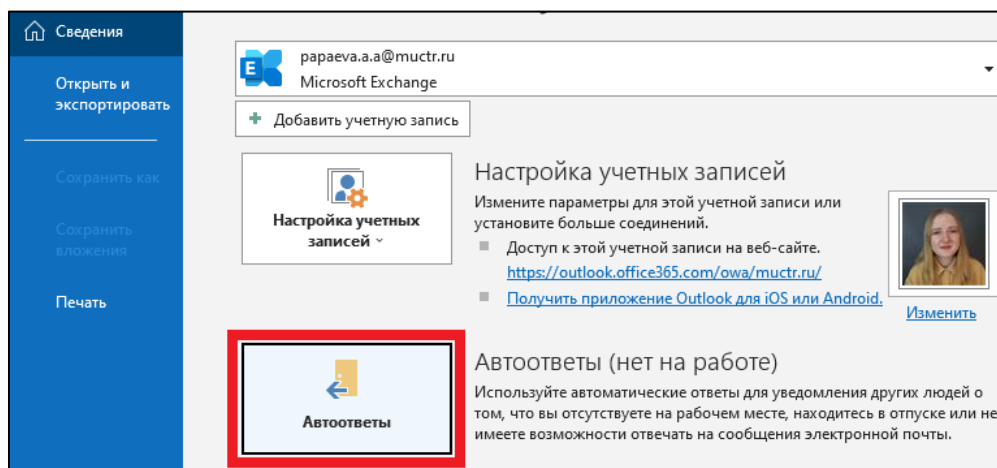 Сведения
Открыть и
экспортировать
Сохранить как
Сохранить
вложения
Печать
papaeva.a.a@muctr.ru
Microsoft Exchange
Добавить учетную запись
Настройка учетных
записей
Настройка учетных записей
Измените параметры для этой учетной записи или
установите больше соединений.
Доступ к этой учетной записи на веб-сайте.
https://outlook.office365.com/owa/muctr.ru/
Получить приложение Outlook для iOS или Android.
Изменить
Автоответы
Автоответы (нет на работе)
Используйте автоматические ответы для уведомления других людей о
том, что вы отсутствуете на рабочем месте, находитесь в отпуске или не
имеете возможности отвечать на сообщения электронной почты.